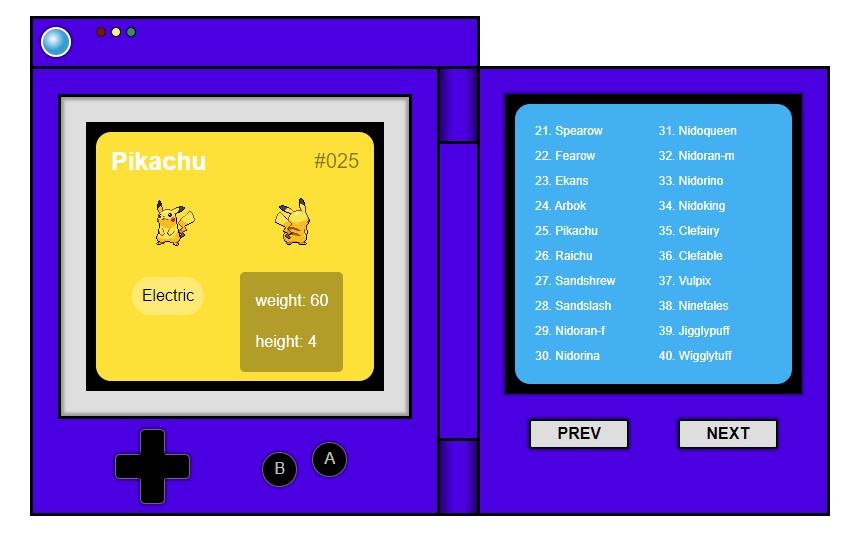 Pikachu #025
Electric
weight: 60
height: 4
B A
21. Spearow
22. Fearow
23. Ekans
24. Arbok
25. Pikachu
26. Raichu
27. Sandshrew
28. Sandslash
29. Nidoran-f
30. Nidorina
31. Nidoqueen
32. Nidoran-m
33. Nidorino
34. Nidoking
35. Clefairy
36. Clefable
37. Vulpix
38. Ninetales
39. Jigglypuff
40. Wigglytuff
PREV NEXT